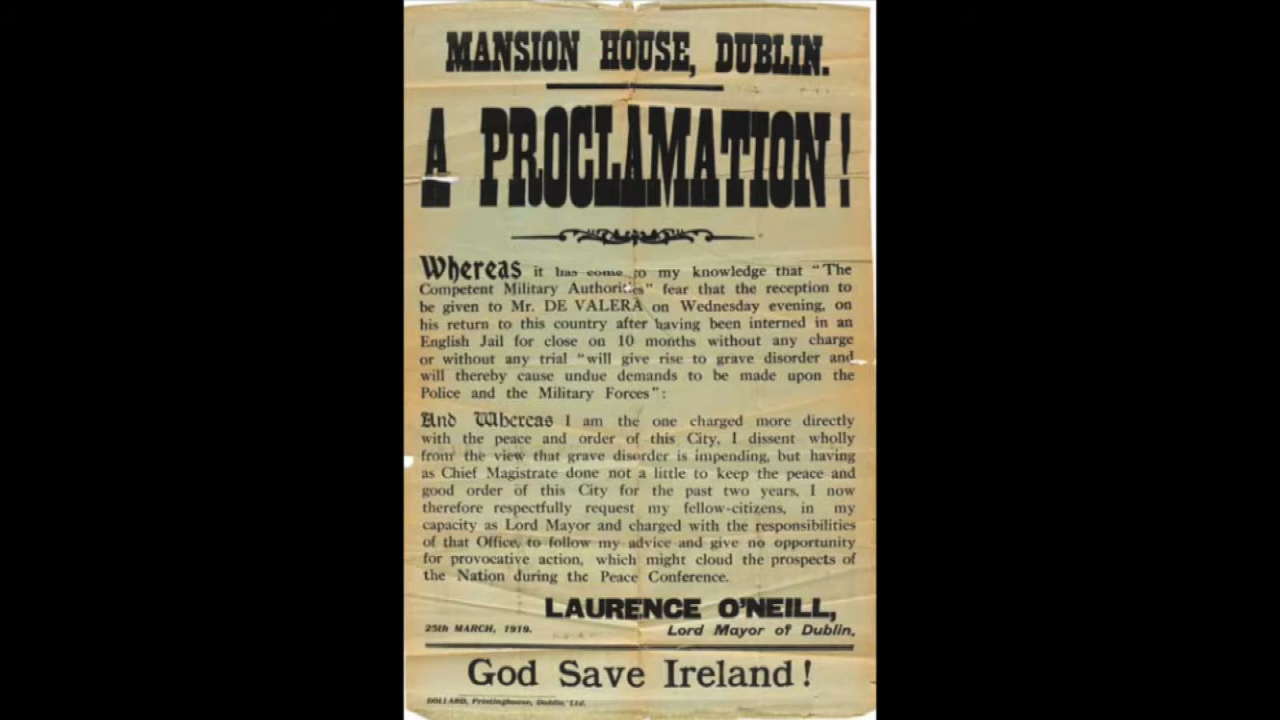 MANSION HOUSE, DUBLIN.
A PROCLAMATION!
Whereas it has come to my knowledge that "The
Competent Military Authorities" fear that the reception to
be given to Mr. DE VALERA on Wednesday evening, on
his return to this country after having been interned in an
English Jail for close on 10 months without any charge
or without any trial "will give rise to grave disorder and
will thereby cause undue demands to be made upon the
Police and the Military Forces":
And Whereas I am the one charged more directly
with the peace and order of this City, I dissent wholly
from the view that grave disorder is impending, but having
as Chief Magistrate done not a little to keep the peace and
good order of this City for the past two years, I now
therefore respectfully request my fellow-citizens, in my
capacity as Lord Mayor and charged with the responsibilities
of that Office, to follow my advice and give no opportunity
for provocative action, which might cloud the prospects of
the Nation during the Peace Conference.
LAURENCE O'NEILL,
25th MARCH, 1919. Lord Mayor of Dublin,
God Save Ireland!
DOLLARD, Printinghouse, Dublin, Ltd.